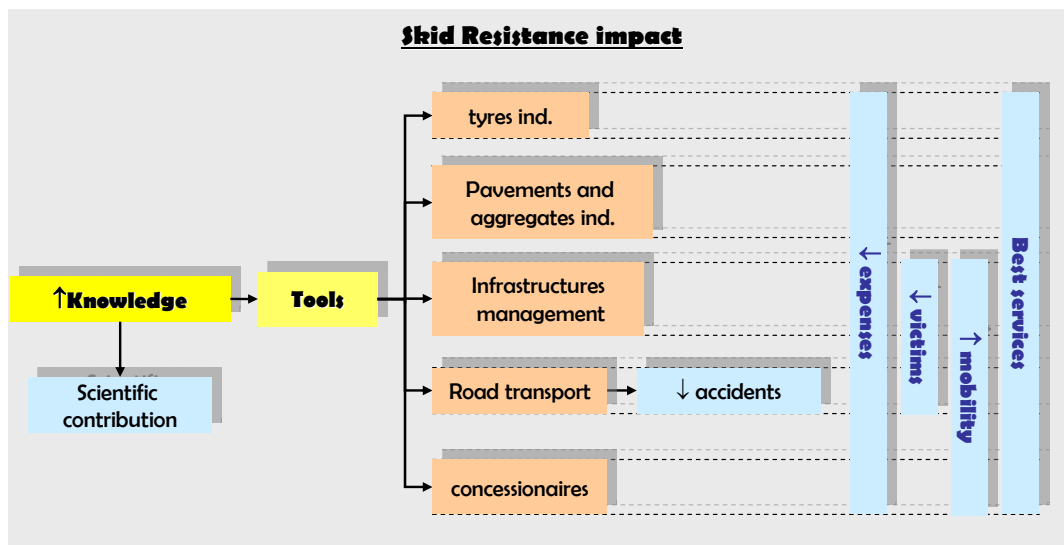 Skid Resistance impact
tyres ind.
Pavements and
aggregates ind.
↑Knowledge
Tools
Infrastructures
management
Scientific
contribution
Road transport
↓ accidents
concessionaires
↓ expenses
↓ victims
↑ mobility
Best services